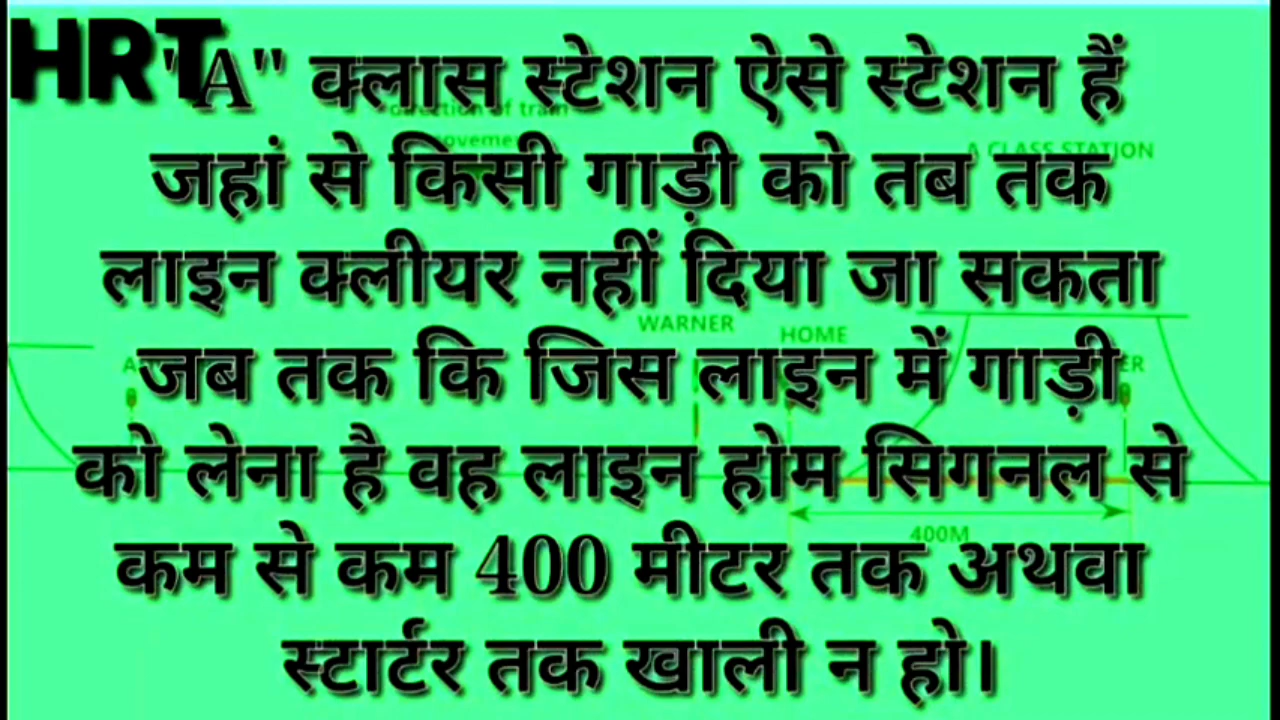 HRT
"A" क्लास स्टेशन ऐसे स्टेशन हैं
जहां से किसी गाड़ी को तब तक
लाइन क्लीयर नहीं दिया जा सकता
जब तक कि जिस लाइन में गाड़ी
को लेना है वह लाइन होम सिगनल से
कम से कम 400 मीटर तक अथवा
स्टार्टर तक खाली न हो।
A CLASS STATION
WARNER
HOME
400M